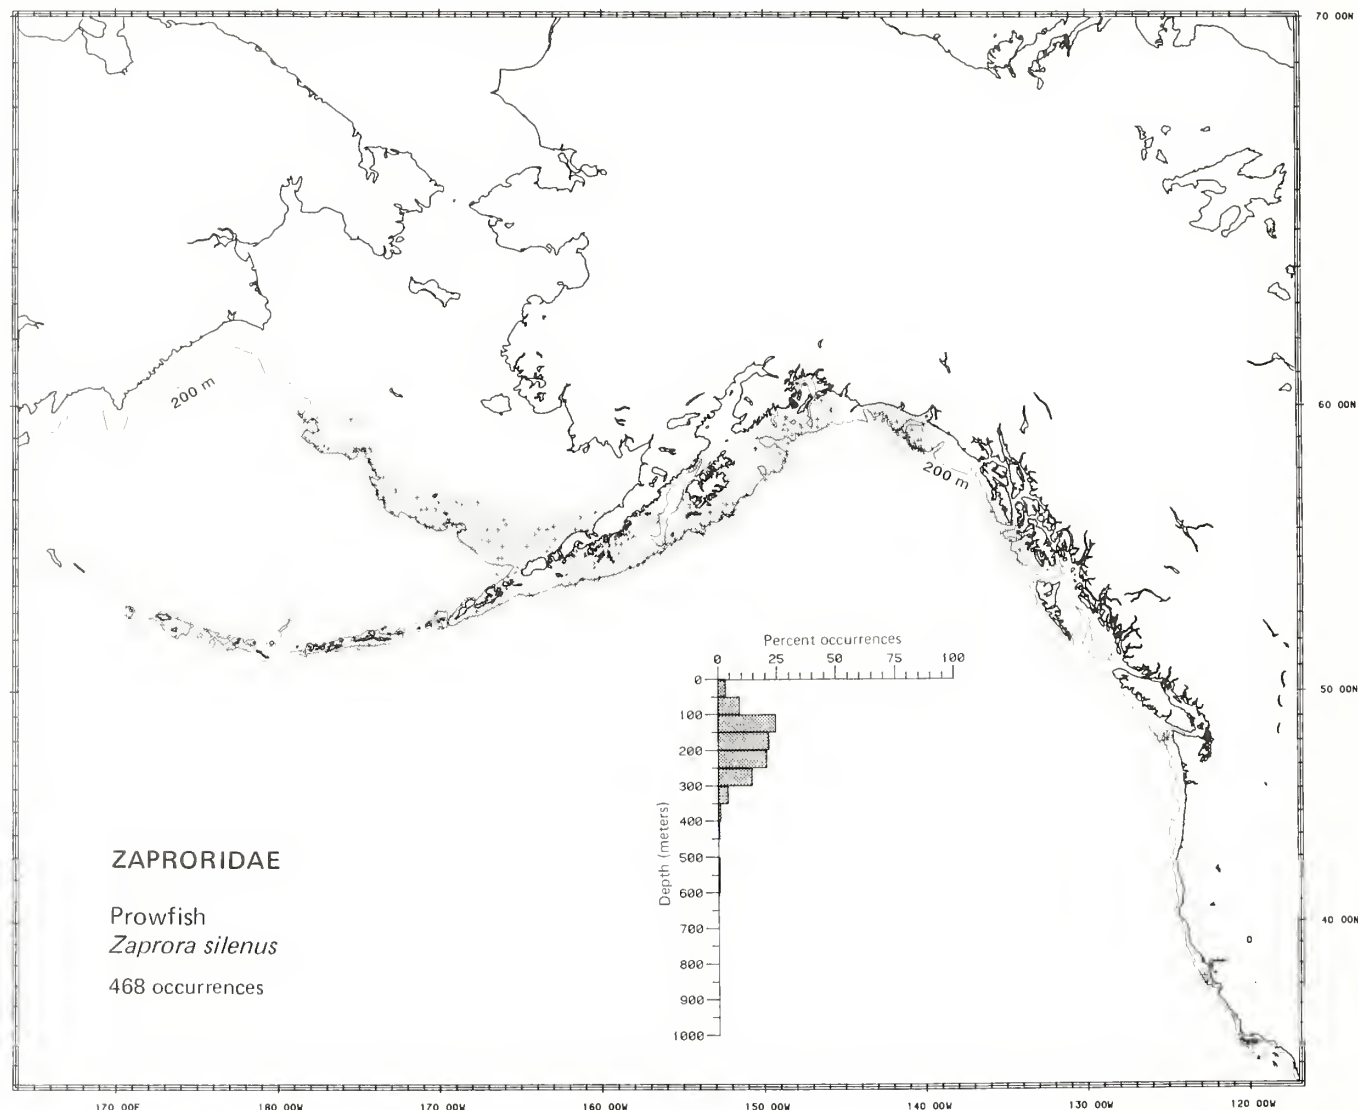 70 00N
200 m
60 00N
200 m
Percent occurrences
0 25 50 75 100
50 00N
0
100
200
300
400
500
600
700
800
900
1000
Depth (meters)
ZAPRORIDAE
Prowfish
Zaprora silenus
468 occurrences
40 00N
170 00E 180 00W 170 00W 160 00W 150 00W 140 00W 130 00W 120 00W